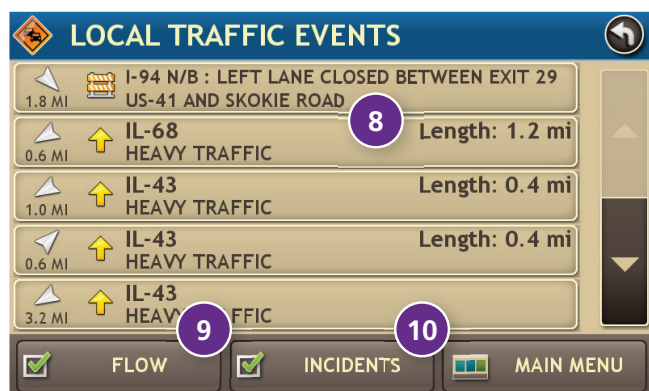 LOCAL TRAFFIC EVENTS
I-94 N/B : LEFT LANE CLOSED BETWEEN EXIT 29
1.8 MI US-41 AND SKOKIE ROAD
8
IL-68 Length: 1.2 mi
0.6 MI HEAVY TRAFFIC
IL-43 Length: 0.4 mi
1.0 MI HEAVY TRAFFIC
IL-43 Length: 0.4 mi
0.6 MI HEAVY TRAFFIC
IL-43
3.2 MI
9 10
FLOW INCIDENTS MAIN MENU